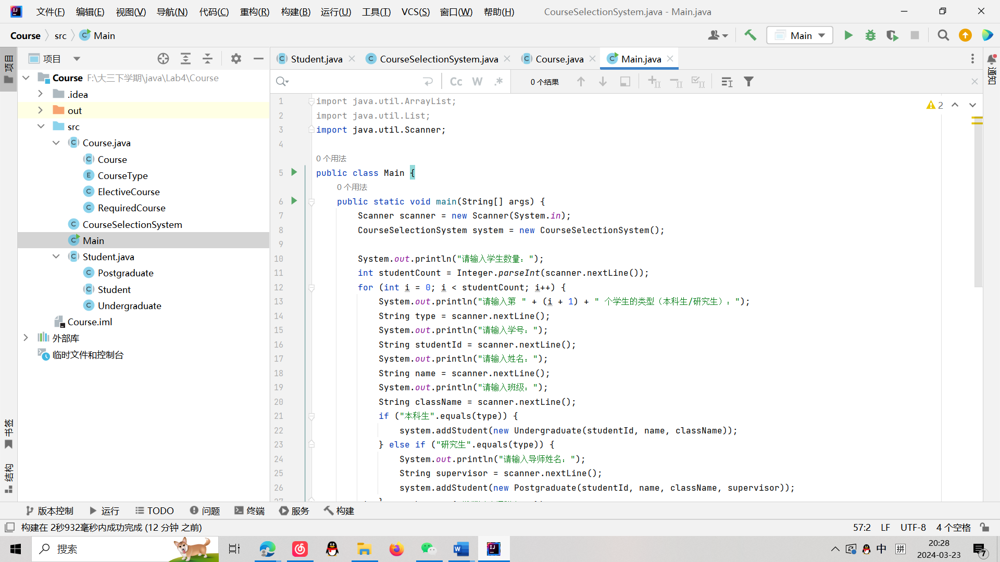 文件(F) 编辑(E) 视图(V) 导航(N) 代码(C) 重构(R) 构建(B) 运行(U) 工具(T) VCS(S) 窗口(W) 帮助(H) CourseSelectionSystem.java - Main.java
Course src Main
Main
项目
项目
Student.java CourseSelectionSystem.java Course.java Main.java
通知
Cc W .* 0 个结果
Course F:\大三下学期\java\Lab4\Course
.idea
out
src
Course.java
Course
CourseType
ElectiveCourse
RequiredCourse
CourseSelectionSystem
Main
Student.java
Postgraduate
Student
Undergraduate
Course.iml
外部库
临时文件和控制台
书签
结构
2
1 import java.util.ArrayList;
2 import java.util.List;
3 import java.util.Scanner;
4
0 个用法
5 public class Main {
0 个用法
6 public static void main(String[] args) {
7 Scanner scanner = new Scanner(System.in);
8 CourseSelectionSystem system = new CourseSelectionSystem();
9
10 System.out.println("请输入学生数量：");
11 int studentCount = Integer.parseInt(scanner.nextLine());
12 for (int i = 0; i < studentCount; i++) {
13 System.out.println("请输入第 " + (i + 1) + " 个学生的类型（本科生/研究生）：");
14 String type = scanner.nextLine();
15 System.out.println("请输入学号：");
16 String studentId = scanner.nextLine();
17 System.out.println("请输入姓名：");
18 String name = scanner.nextLine();
19 System.out.println("请输入班级：");
20 String className = scanner.nextLine();
21 if ("本科生".equals(type)) {
22 system.addStudent(new Undergraduate(studentId, name, className));
23 } else if ("研究生".equals(type)) {
24 System.out.println("请输入导师姓名：");
25 String supervisor = scanner.nextLine();
26 system.addStudent(new Postgraduate(studentId, name, className, supervisor));
版本控制 运行 TODO 问题 终端 服务 构建
构建在 2秒932毫秒内成功完成 (12 分钟 之前) 57:2 LF UTF-8 4 个空格
搜索
中 拼 20:28
2024-03-23
7